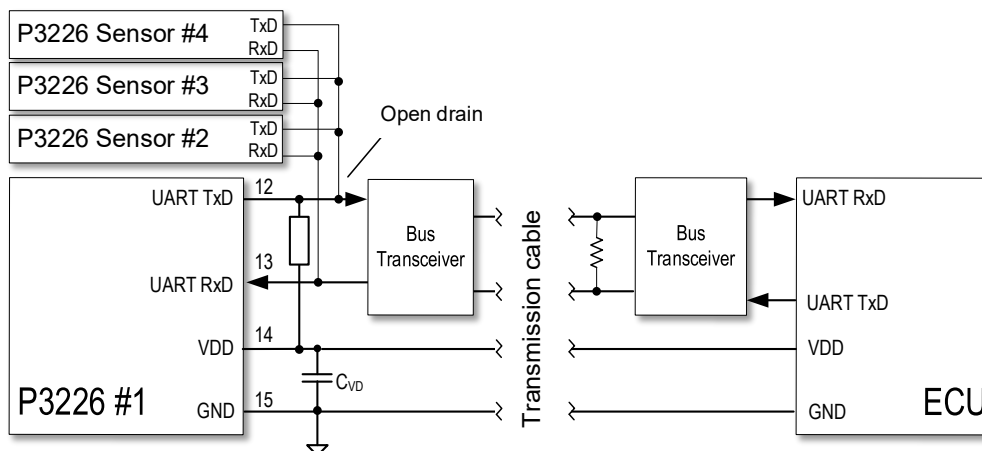 P3226 Sensor #4
TxD
RxD
P3226 Sensor #3
TxD
RxD
P3226 Sensor #2
TxD
RxD
Open drain
UART TxD
12
UART RxD
13
VDD
14
GND
15
P3226 #1
CVD
Bus
Transceiver
Transmission cable
Bus
Transceiver
UART RxD
UART TxD
VDD
GND
ECU